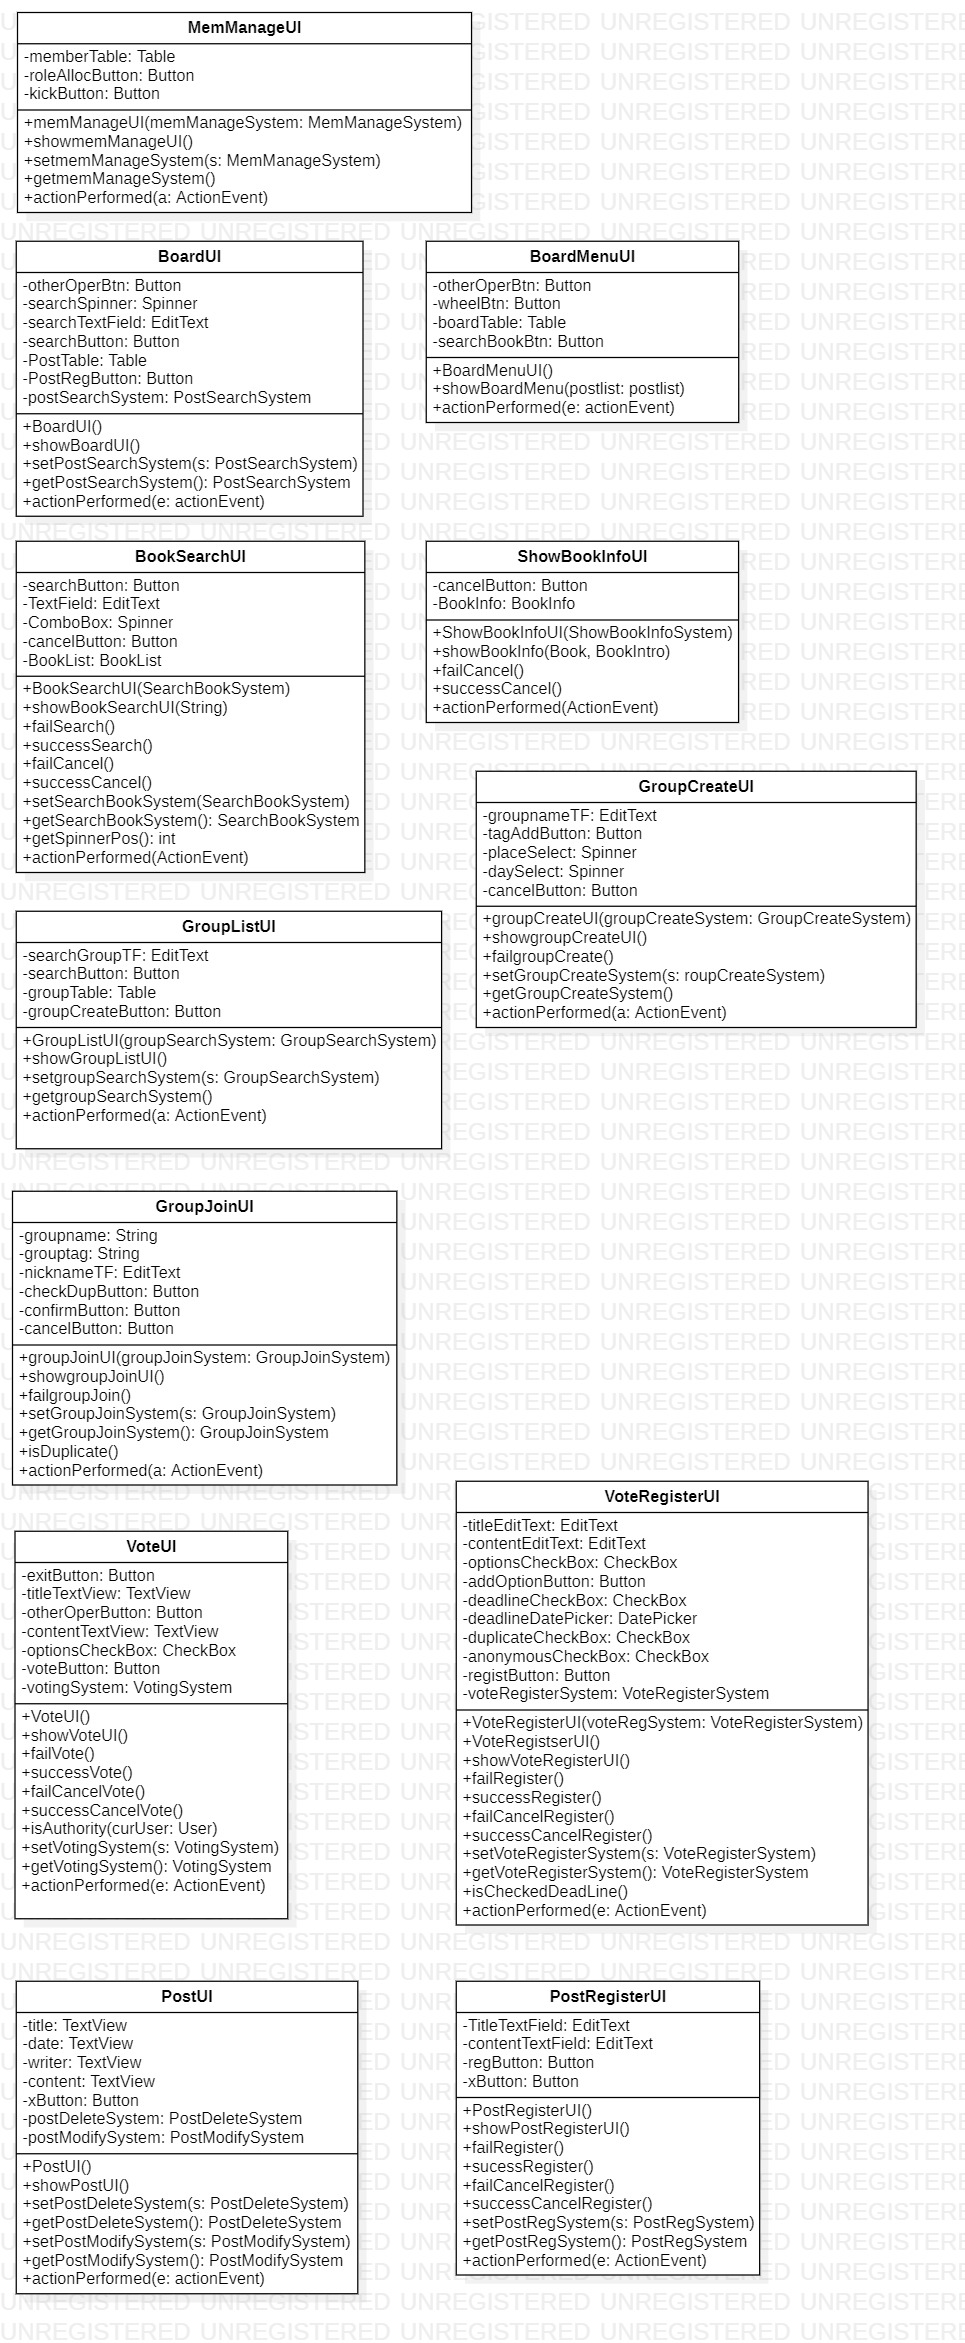 MemManageUI
-memberTable: Table
-roleAllocButton: Button
-kickButton: Button
+memManageUI(memManageSystem: MemManageSystem)
+showmemManageUI()
+setmemManageSystem(s: MemManageSystem)
+getmemManageSystem()
+actionPerformed(a: ActionEvent)
BoardUI
-otherOperBtn: Button
-searchSpinner: Spinner
-searchTextField: EditText
-searchButton: Button
-PostTable: Table
-PostRegButton: Button
-postSearchSystem: PostSearchSystem
+BoardUI()
+showBoardUI()
+setPostSearchSystem(s: PostSearchSystem)
+getPostSearchSystem(): PostSearchSystem
+actionPerformed(e: actionEvent)
BoardMenuUI
-otherOperBtn: Button
-wheelBtn: Button
-boardTable: Table
-searchBookBtn: Button
+BoardMenuUI()
+showBoardMenu(postlist: postlist)
+actionPerformed(e: actionEvent)
BookSearchUI
-searchButton: Button
-TextField: EditText
-ComboBox: Spinner
-cancelButton: Button
-BookList: BookList
+BookSearchUI(SearchBookSystem)
+showBookSearchUI(String)
+failSearch()
+successSearch()
+failCancel()
+successCancel()
+setSearchBookSystem(SearchBookSystem)
+getSearchBookSystem(): SearchBookSystem
+getSpinnerPos(): int
+actionPerformed(ActionEvent)
ShowBookInfoUI
-cancelButton: Button
-BookInfo: BookInfo
+ShowBookInfoUI(ShowBookInfoSystem)
+showBookInfo(Book, BookIntro)
+failCancel()
+successCancel()
+actionPerformed(ActionEvent)
GroupCreateUI
-groupnameTF: EditText
-tagAddButton: Button
-placeSelect: Spinner
-daySelect: Spinner
-cancelButton: Button
+groupCreateUI(groupCreateSystem: GroupCreateSystem)
+showgroupCreateUI()
+failgroupCreate()
+setGroupCreateSystem(s: roupCreateSystem)
+getGroupCreateSystem()
+actionPerformed(a: ActionEvent)
GroupListUI
-searchGroupTF: EditText
-searchButton: Button
-groupTable: Table
-groupCreateButton: Button
+GroupListUI(groupSearchSystem: GroupSearchSystem)
+showGroupListUI()
+setgroupSearchSystem(s: GroupSearchSystem)
+getgroupSearchSystem()
+actionPerformed(a: ActionEvent)
GroupJoinUI
-groupname: String
-grouptag: String
-nicknameTF: EditText
-checkDupButton: Button
-confirmButton: Button
-cancelButton: Button
+groupJoinUI(groupJoinSystem: GroupJoinSystem)
+showgroupJoinUI()
+failgroupJoin()
+setGroupJoinSystem(s: GroupJoinSystem)
+getGroupJoinSystem(): GroupJoinSystem
+isDuplicate()
+actionPerformed(a: ActionEvent)
VoteUI
-exitButton: Button
-titleTextView: TextView
-otherOperButton: Button
-contentTextView: TextView
-optionsCheckBox: CheckBox
-voteButton: Button
-votingSystem: VotingSystem
+VoteUI()
+showVoteUI()
+failVote()
+successVote()
+failCancelVote()
+successCancelVote()
+isAuthority(curUser: User)
+setVotingSystem(s: VotingSystem)
+getVotingSystem(): VotingSystem
+actionPerformed(e: ActionEvent)
VoteRegisterUI
-titleEditText: EditText
-contentEditText: EditText
-optionsCheckBox: CheckBox
-addOptionButton: Button
-deadlineCheckBox: CheckBox
-deadlineDatePicker: DatePicker
-duplicateCheckBox: CheckBox
-anonymousCheckBox: CheckBox
-registButton: Button
-voteRegisterSystem: VoteRegisterSystem
+VoteRegisterUI(voteRegSystem: VoteRegisterSystem)
+VoteRegistserUI()
+showVoteRegisterUI()
+failRegister()
+successRegister()
+failCancelRegister()
+successCancelRegister()
+setVoteRegisterSystem(s: VoteRegisterSystem)
+getVoteRegisterSystem(): VoteRegisterSystem
+isCheckedDeadLine()
+actionPerformed(e: ActionEvent)
PostUI
-title: TextView
-date: TextView
-writer: TextView
-content: TextView
-xButton: Button
-postDeleteSystem: PostDeleteSystem
-postModifySystem: PostModifySystem
+PostUI()
+showPostUI()
+setPostDeleteSystem(s: PostDeleteSystem)
+getPostDeleteSystem(): PostDeleteSystem
+setPostModifySystem(s: PostModifySystem)
+getPostModifySystem(): PostModifySystem
+actionPerformed(e: actionEvent)
PostRegisterUI
-TitleTextField: EditText
-contentTextField: EditText
-regButton: Button
-xButton: Button
+PostRegisterUI()
+showPostRegisterUI()
+failRegister()
+sucessRegister()
+failCancelRegister()
+successCancelRegister()
+setPostRegSystem(s: PostRegSystem)
+getPostRegSystem(): PostRegSystem
+actionPerformed(e: ActionEvent)